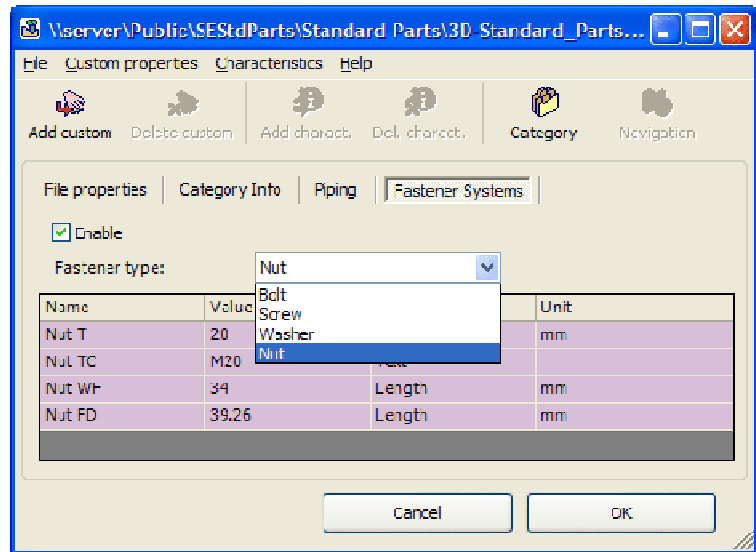 \\server\Public\SEStdParts\Standard Parts\3D-Standard_Parts...
File Custom properties Characteristics Help
Add custom Delete custom Add charact. Del. charact. Category Navigation
File properties Category Info Piping Fastener Systems
Enable
Fastener type: Nut
Bolt
Screw
Washer
Nut
Name Value Unit
Nut T 20 mm
Nut TC M20
Nut WF 34 Length mm
Nut FD 39.26 Length mm
Cancel OK